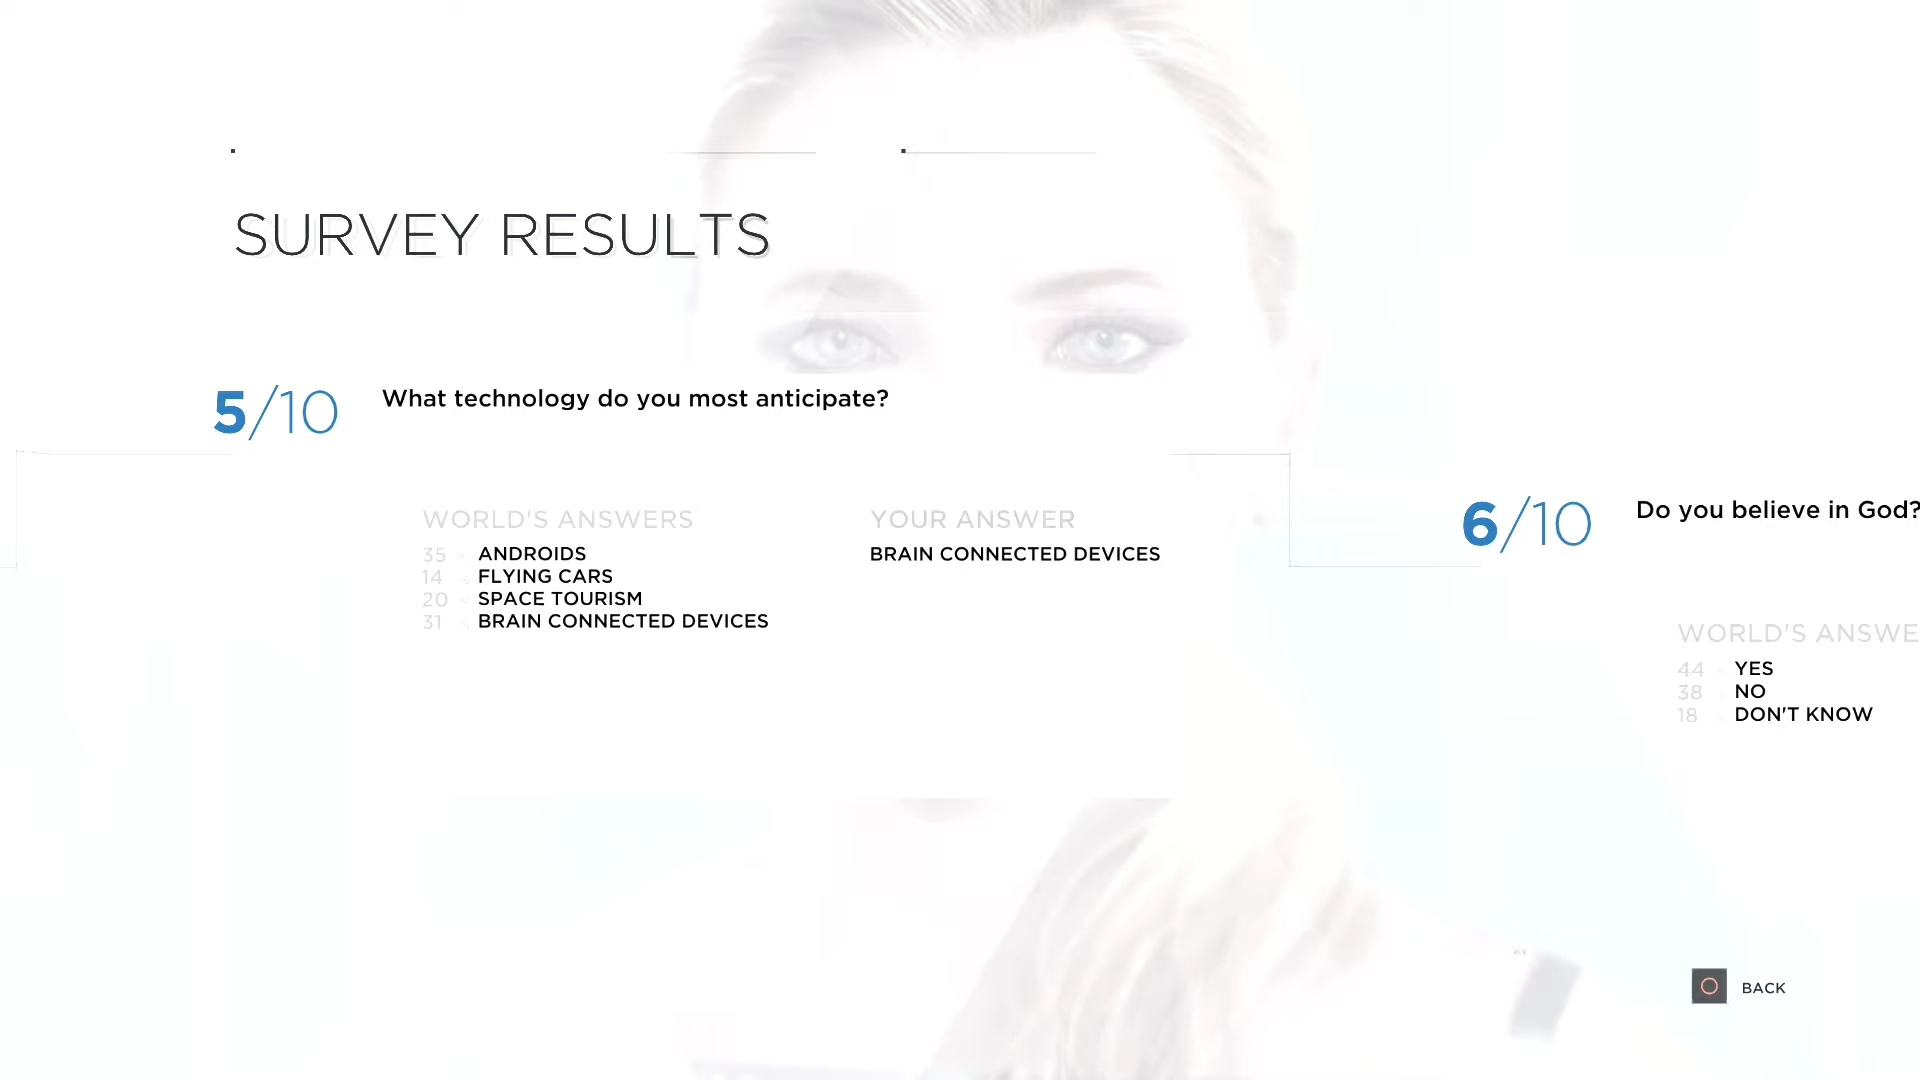 SURVEY RESULTS
5/10 What technology do you most anticipate?
WORLD'S ANSWERS
35 ANDROIDS
14 FLYING CARS
20 SPACE TOURISM
31 BRAIN CONNECTED DEVICES
YOUR ANSWER
BRAIN CONNECTED DEVICES
6/10 Do you believe in God?
WORLD'S ANSWE
44 YES
38 NO
18 DON'T KNOW
BACK